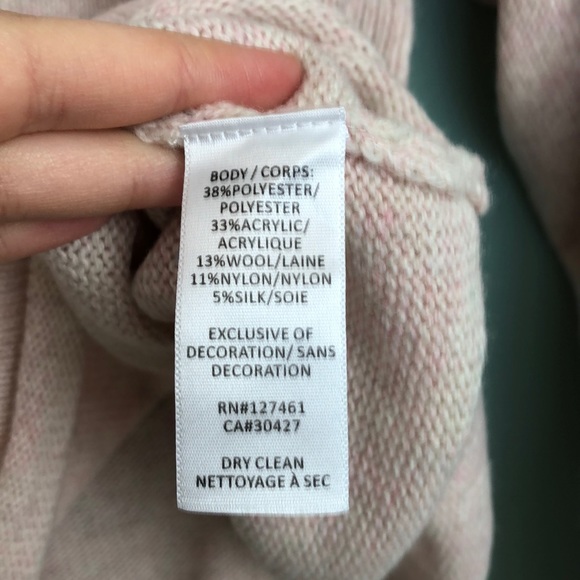 BODY / CORPS:
38%POLYESTER/
POLYESTER
33%ACRYLIC/
ACRYLIQUE
13%WOOL/LAINE
11%NYLON/NYLON
5%SILK/SOIE
EXCLUSIVE OF
DECORATION/ SANS
DECORATION
RN#127461
CA#30427
DRY CLEAN
NETTOYAGE À SEC